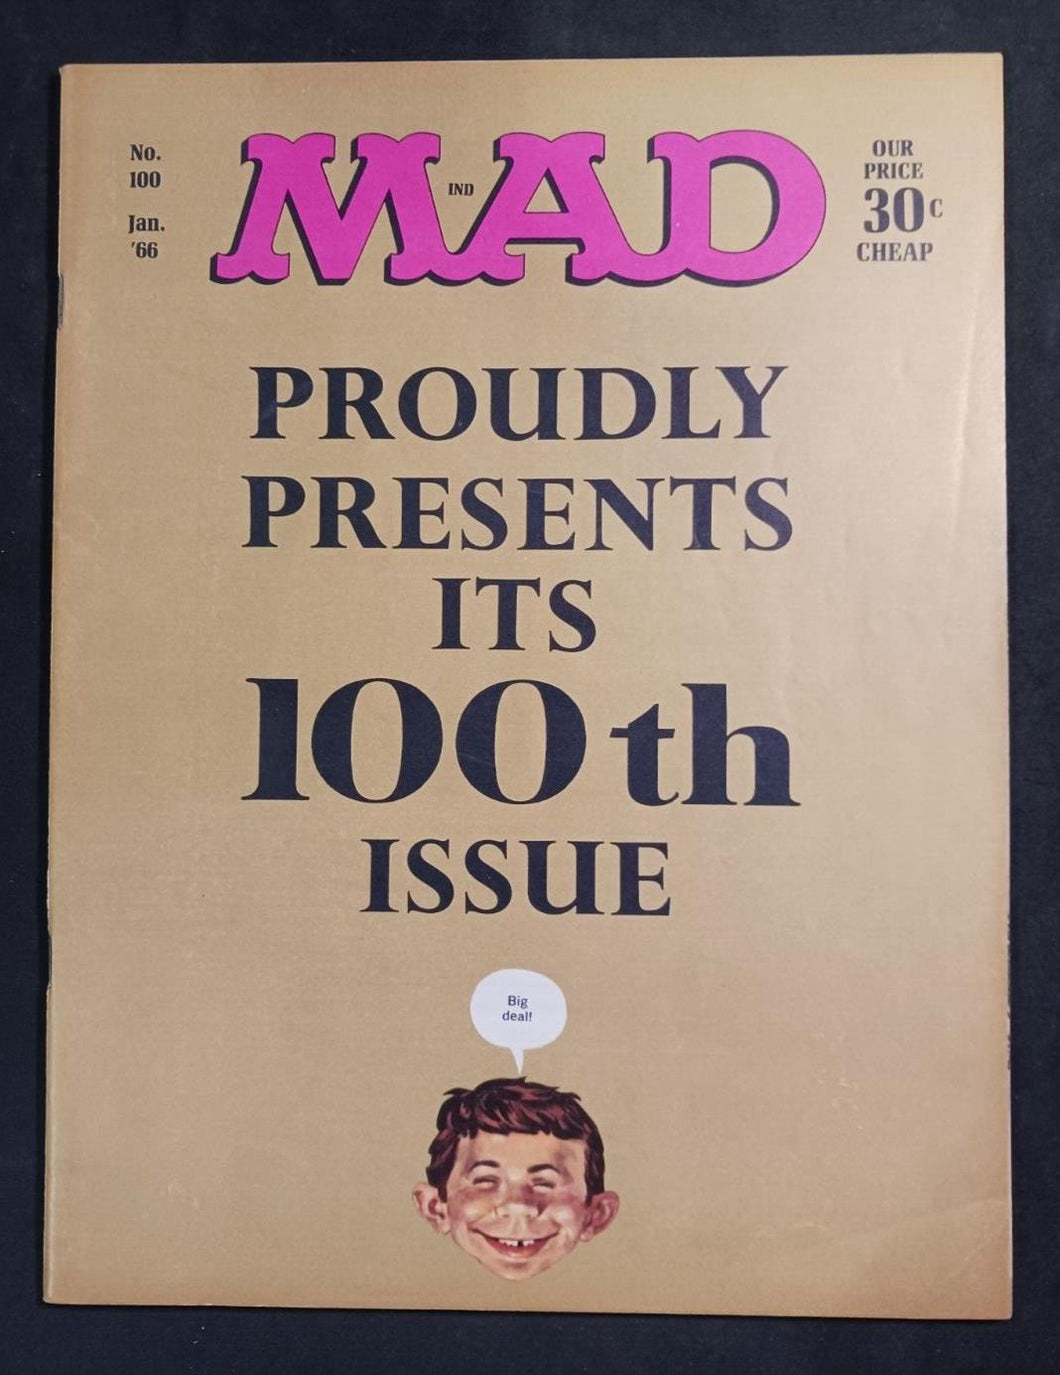 No.
100
Jan.
'66
MAD
IND
OUR
PRICE
30c
CHEAP
PROUDLY
PRESENTS
ITS
100th
ISSUE
Big
deal!